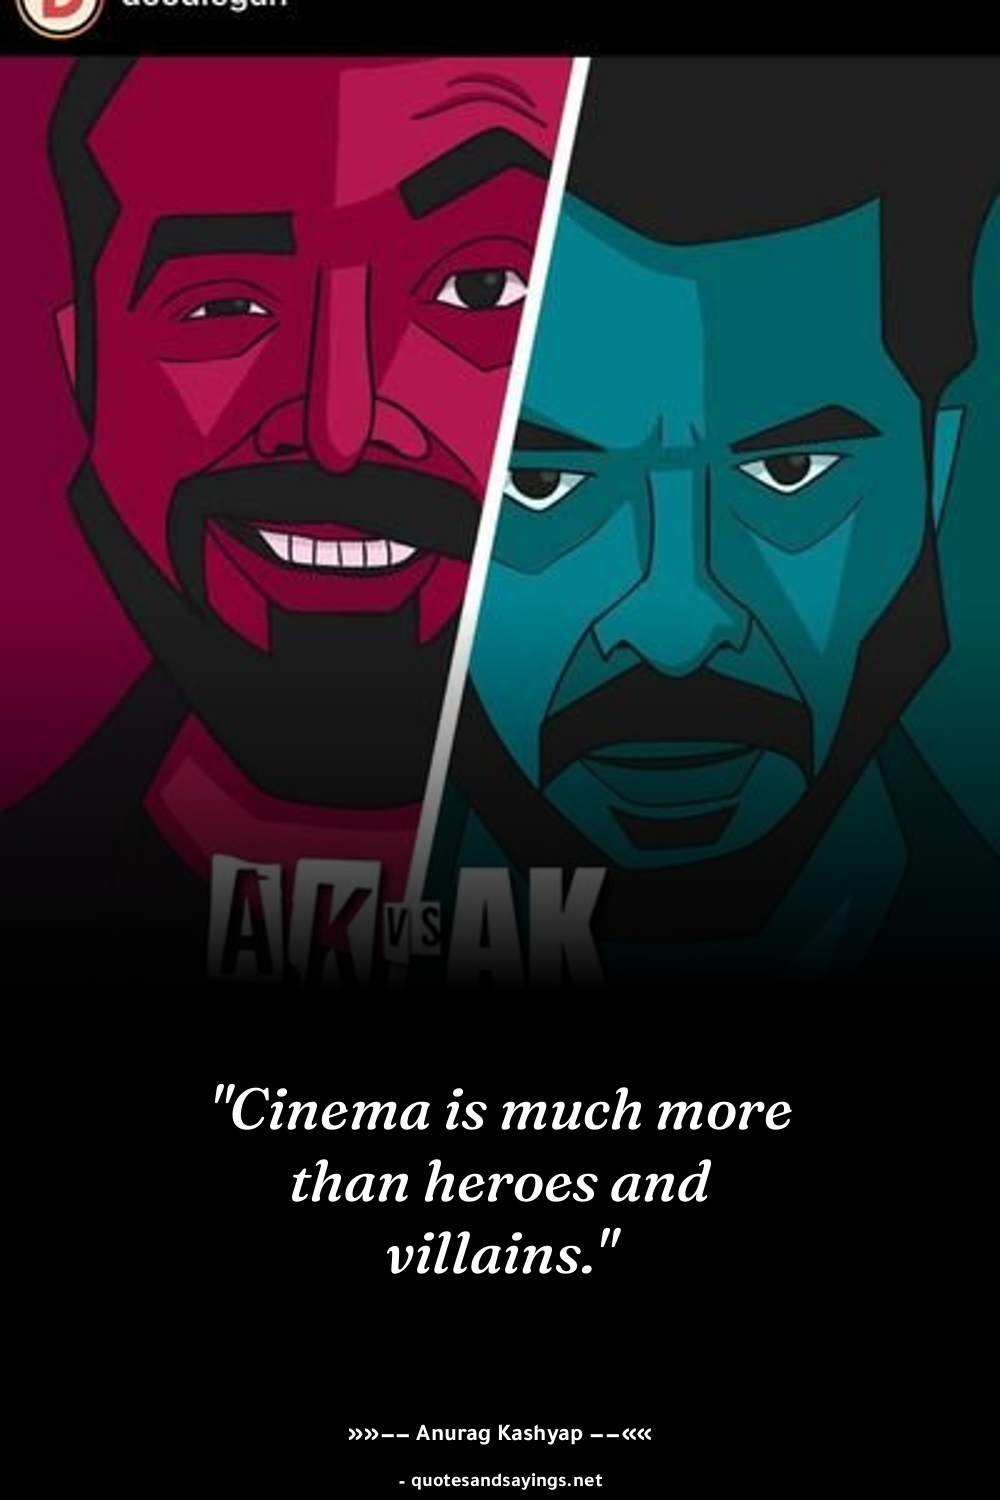 AK vs AK
"Cinema is much more
than heroes and
villains."
»»–– Anurag Kashyap ––««
- quotesandsayings.net